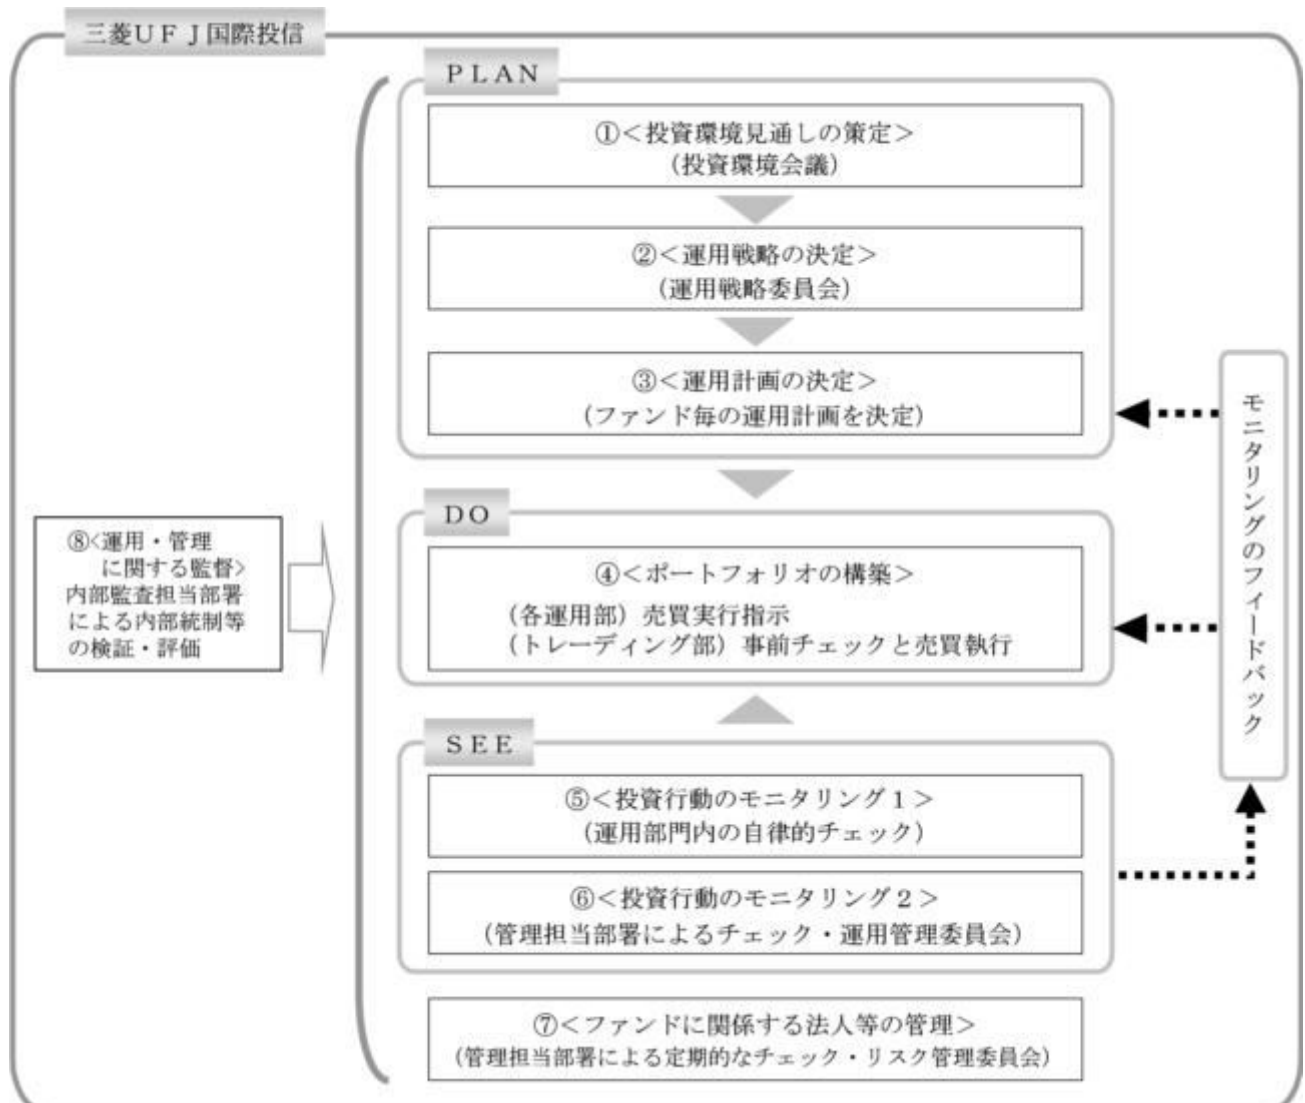 三菱ＵＦＪ国際投信
ＰＬＡＮ
①＜投資環境見通しの策定＞
（投資環境会議）
②＜運用戦略の決定＞
（運用戦略委員会）
③＜運用計画の決定＞
（ファンド毎の運用計画を決定）
ＤＯ
④＜ポートフォリオの構築＞
（各運用部）売買実行指示
（トレーディング部）事前チェックと売買執行
ＳＥＥ
⑤＜投資行動のモニタリング１＞
（運用部門内の自律的チェック）
⑥＜投資行動のモニタリング２＞
（管理担当部署によるチェック・運用管理委員会）
⑦＜ファンドに関係する法人等の管理＞
（管理担当部署による定期的なチェック・リスク管理委員会）
⑧<運用・管理
に関する監督>
内部監査担当部署
による内部統制等
の検証・評価
モニタリングのフィードバック